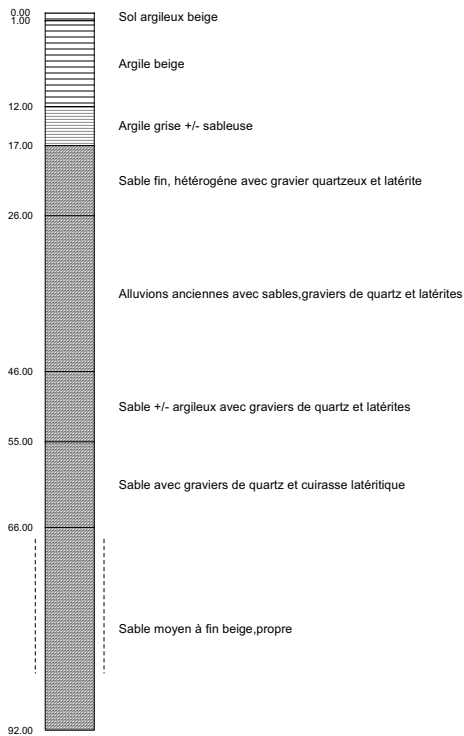 0.00
Sol argileux beige
1.00
Argile beige
12.00
Argile grise +/- sableuse
17.00
Sable fin, hétérogéne avec gravier quartzeux et latérite
26.00
Alluvions anciennes avec sables,graviers de quartz et latérites
46.00
Sable +/- argileux avec graviers de quartz et latérites
55.00
Sable avec graviers de quartz et cuirasse latéritique
66.00
Sable moyen à fin beige,propre
92.00